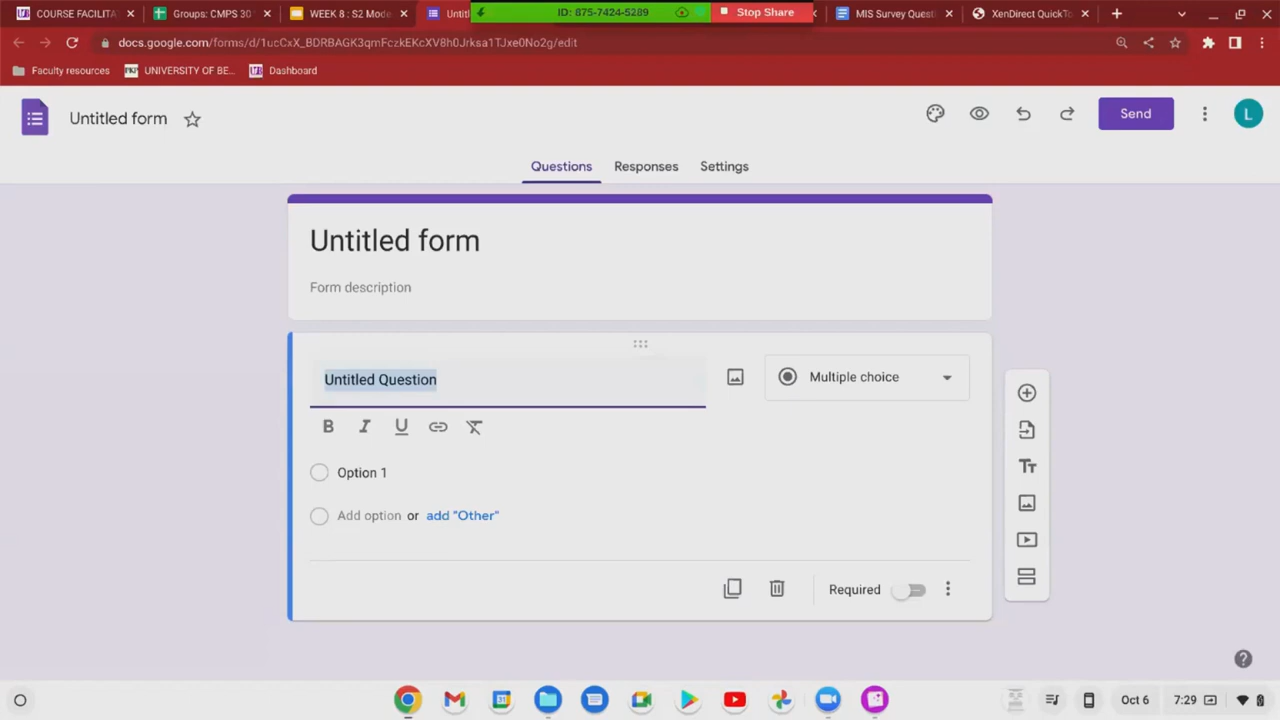 COURSE FACILITA
Groups: CMPS 30
WEEK 8 : S2 Mode
Untitl
ID: 875-7424-5289
Stop Share
MIS Survey Quest
XenDirect QuickT
docs.google.com/forms/d/1ucCxX_BDRBAGK3qmFczkEKcXV8h0Jrksa1TJxe0No2g/edit
Faculty resources
UNIVERSITY OF BE...
Dashboard
Untitled form
Send
L
Questions
Responses
Settings
Untitled form
Form description
Untitled Question
Multiple choice
B I U
Option 1
Add option or add "Other"
Required
Tт
Oct 6
7:29